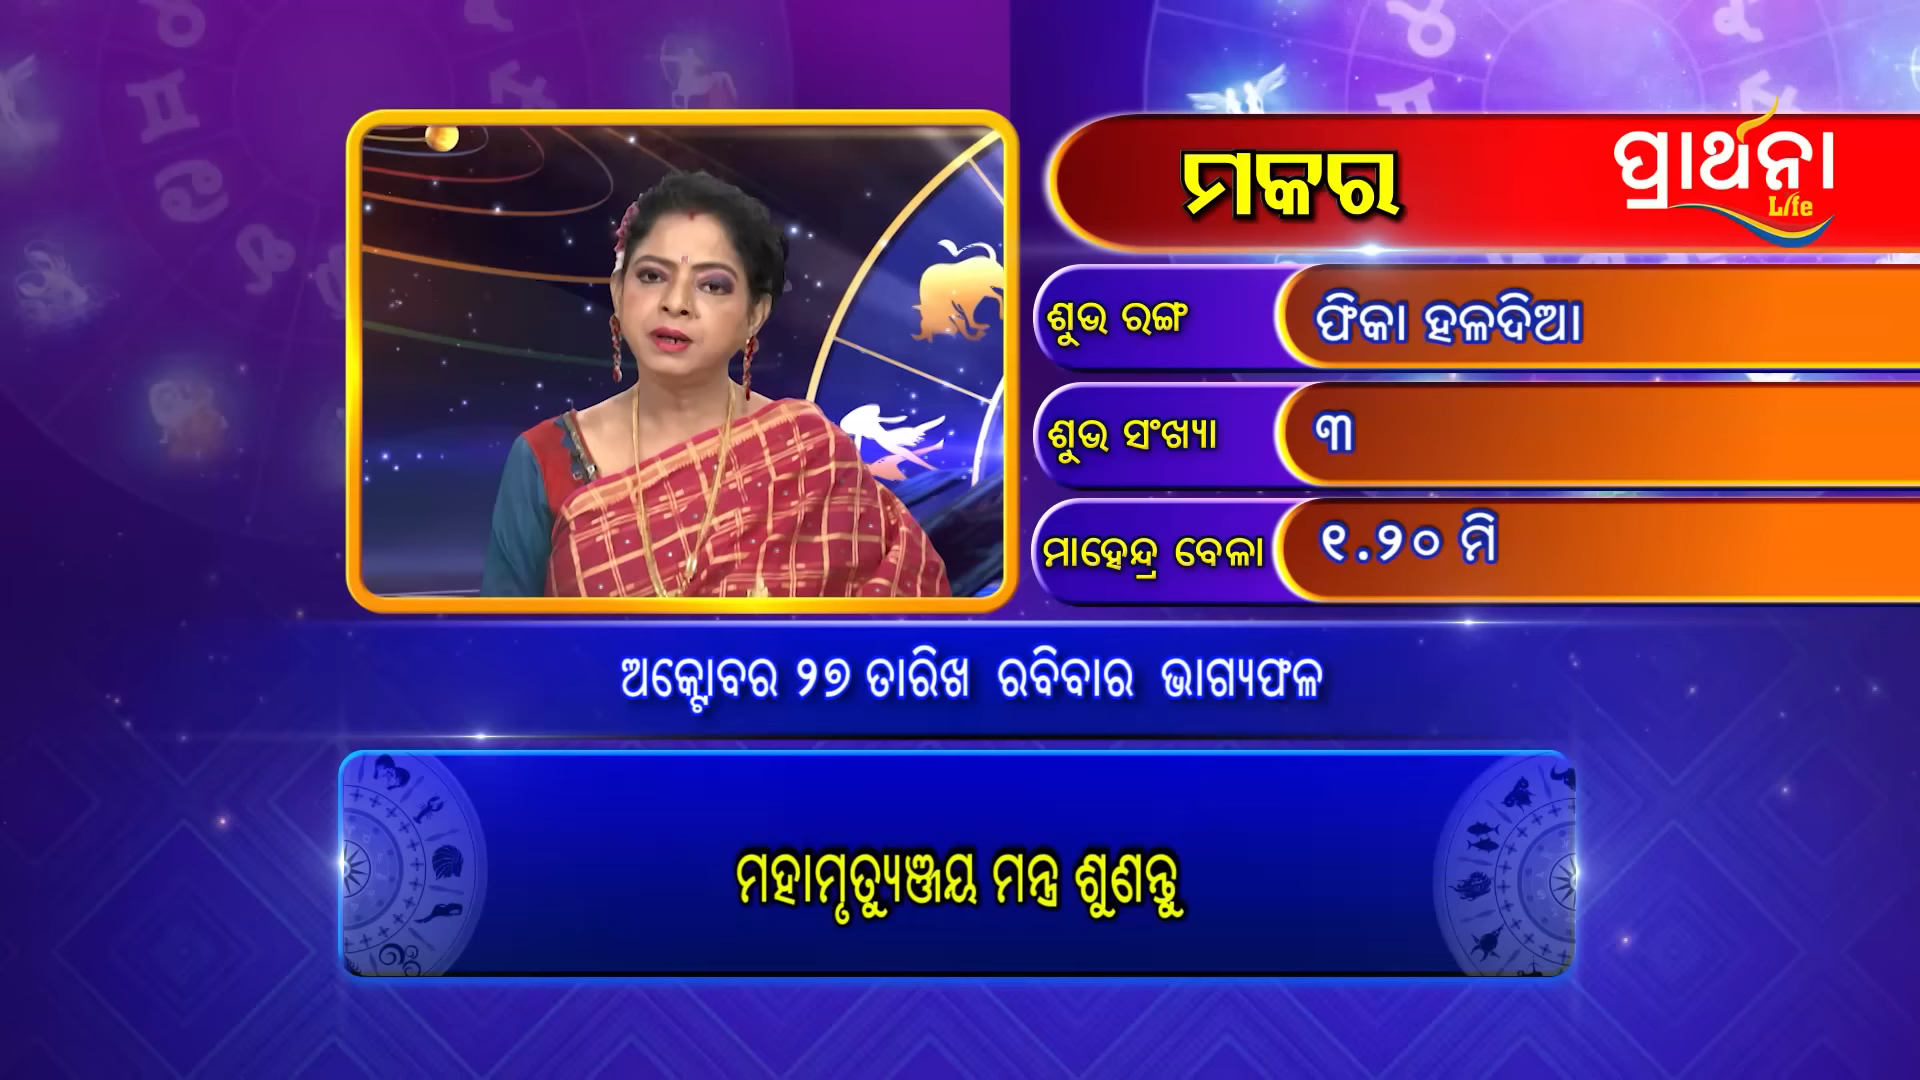 ମକର
ପ୍ରାର୍ଥନା
Life
ଶୁଭ ରଙ୍ଗ
ଫିକା ହଳଦିଆ
ଶୁଭ ସଂଖ୍ୟା
୩
ମାହେନ୍ଦ୍ର ବେଳା
୧.୨୦ ମି
ଅକ୍ଟୋବର ୨୭ ତାରିଖ ରବିବାର ଭାଗ୍ୟଫଳ
ମହାମୃତ୍ୟୁଞ୍ଜୟ ମନ୍ତ୍ର ଶୁଣନ୍ତୁ